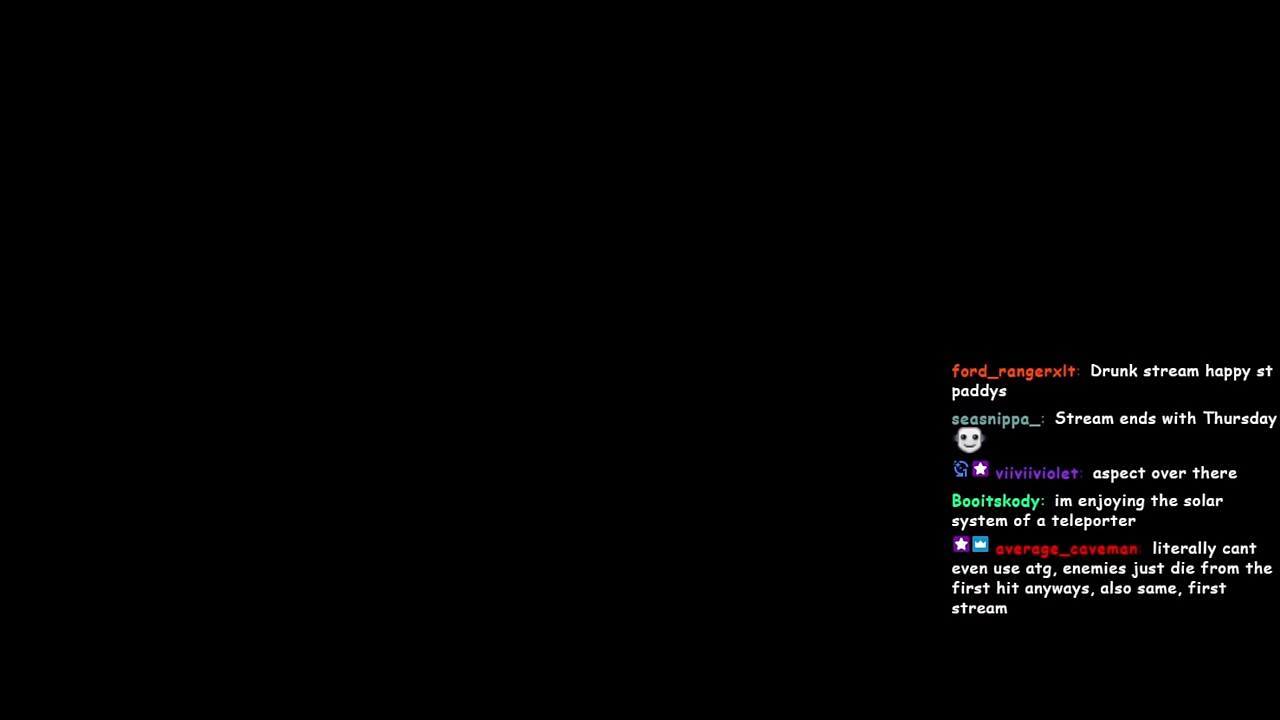 ford_rangerxlt: Drunk stream happy st
paddys
seasnippa_: Stream ends with Thursday
viiviiviolet: aspect over there
Booitskody: im enjoying the solar
system of a teleporter
average_caveman: literally cant
even use atg, enemies just die from the
first hit anyways, also same, first
stream